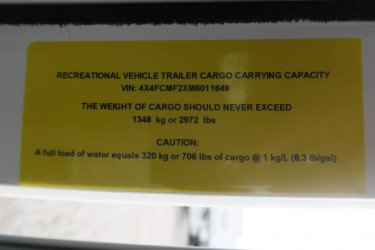 RECREATIONAL VEHICLE TRAILER CARGO CARRYING CAPACITY
VIN: 4X4FCMF2XM6011649
THE WEIGHT OF CARGO SHOULD NEVER EXCEED
1348 kg or 2972 lbs
CAUTION:
A full load of water equals 320 kg or 706 lbs of cargo @ 1 kg/L (8.3 lb/gal)